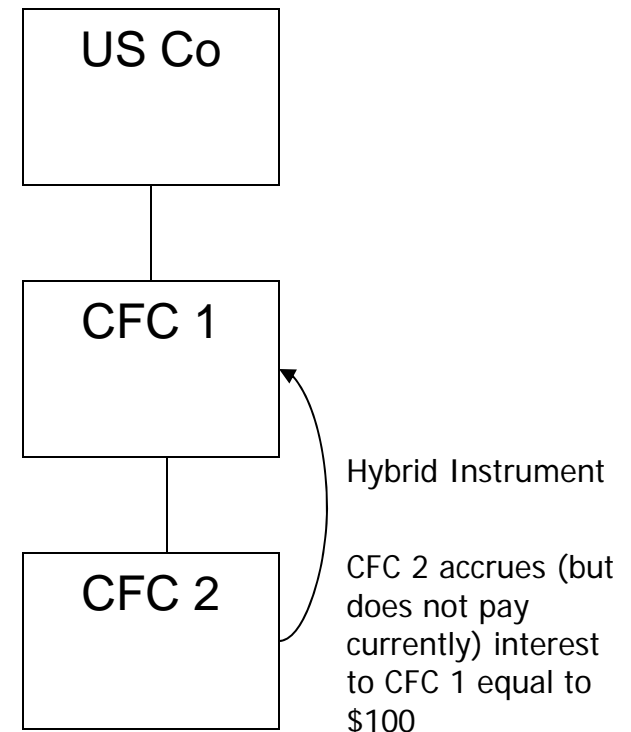 US Co
CFC 1
Hybrid Instrument
CFC 2
CFC 2 accrues (but
does not pay
currently) interest
to CFC 1 equal to
$100